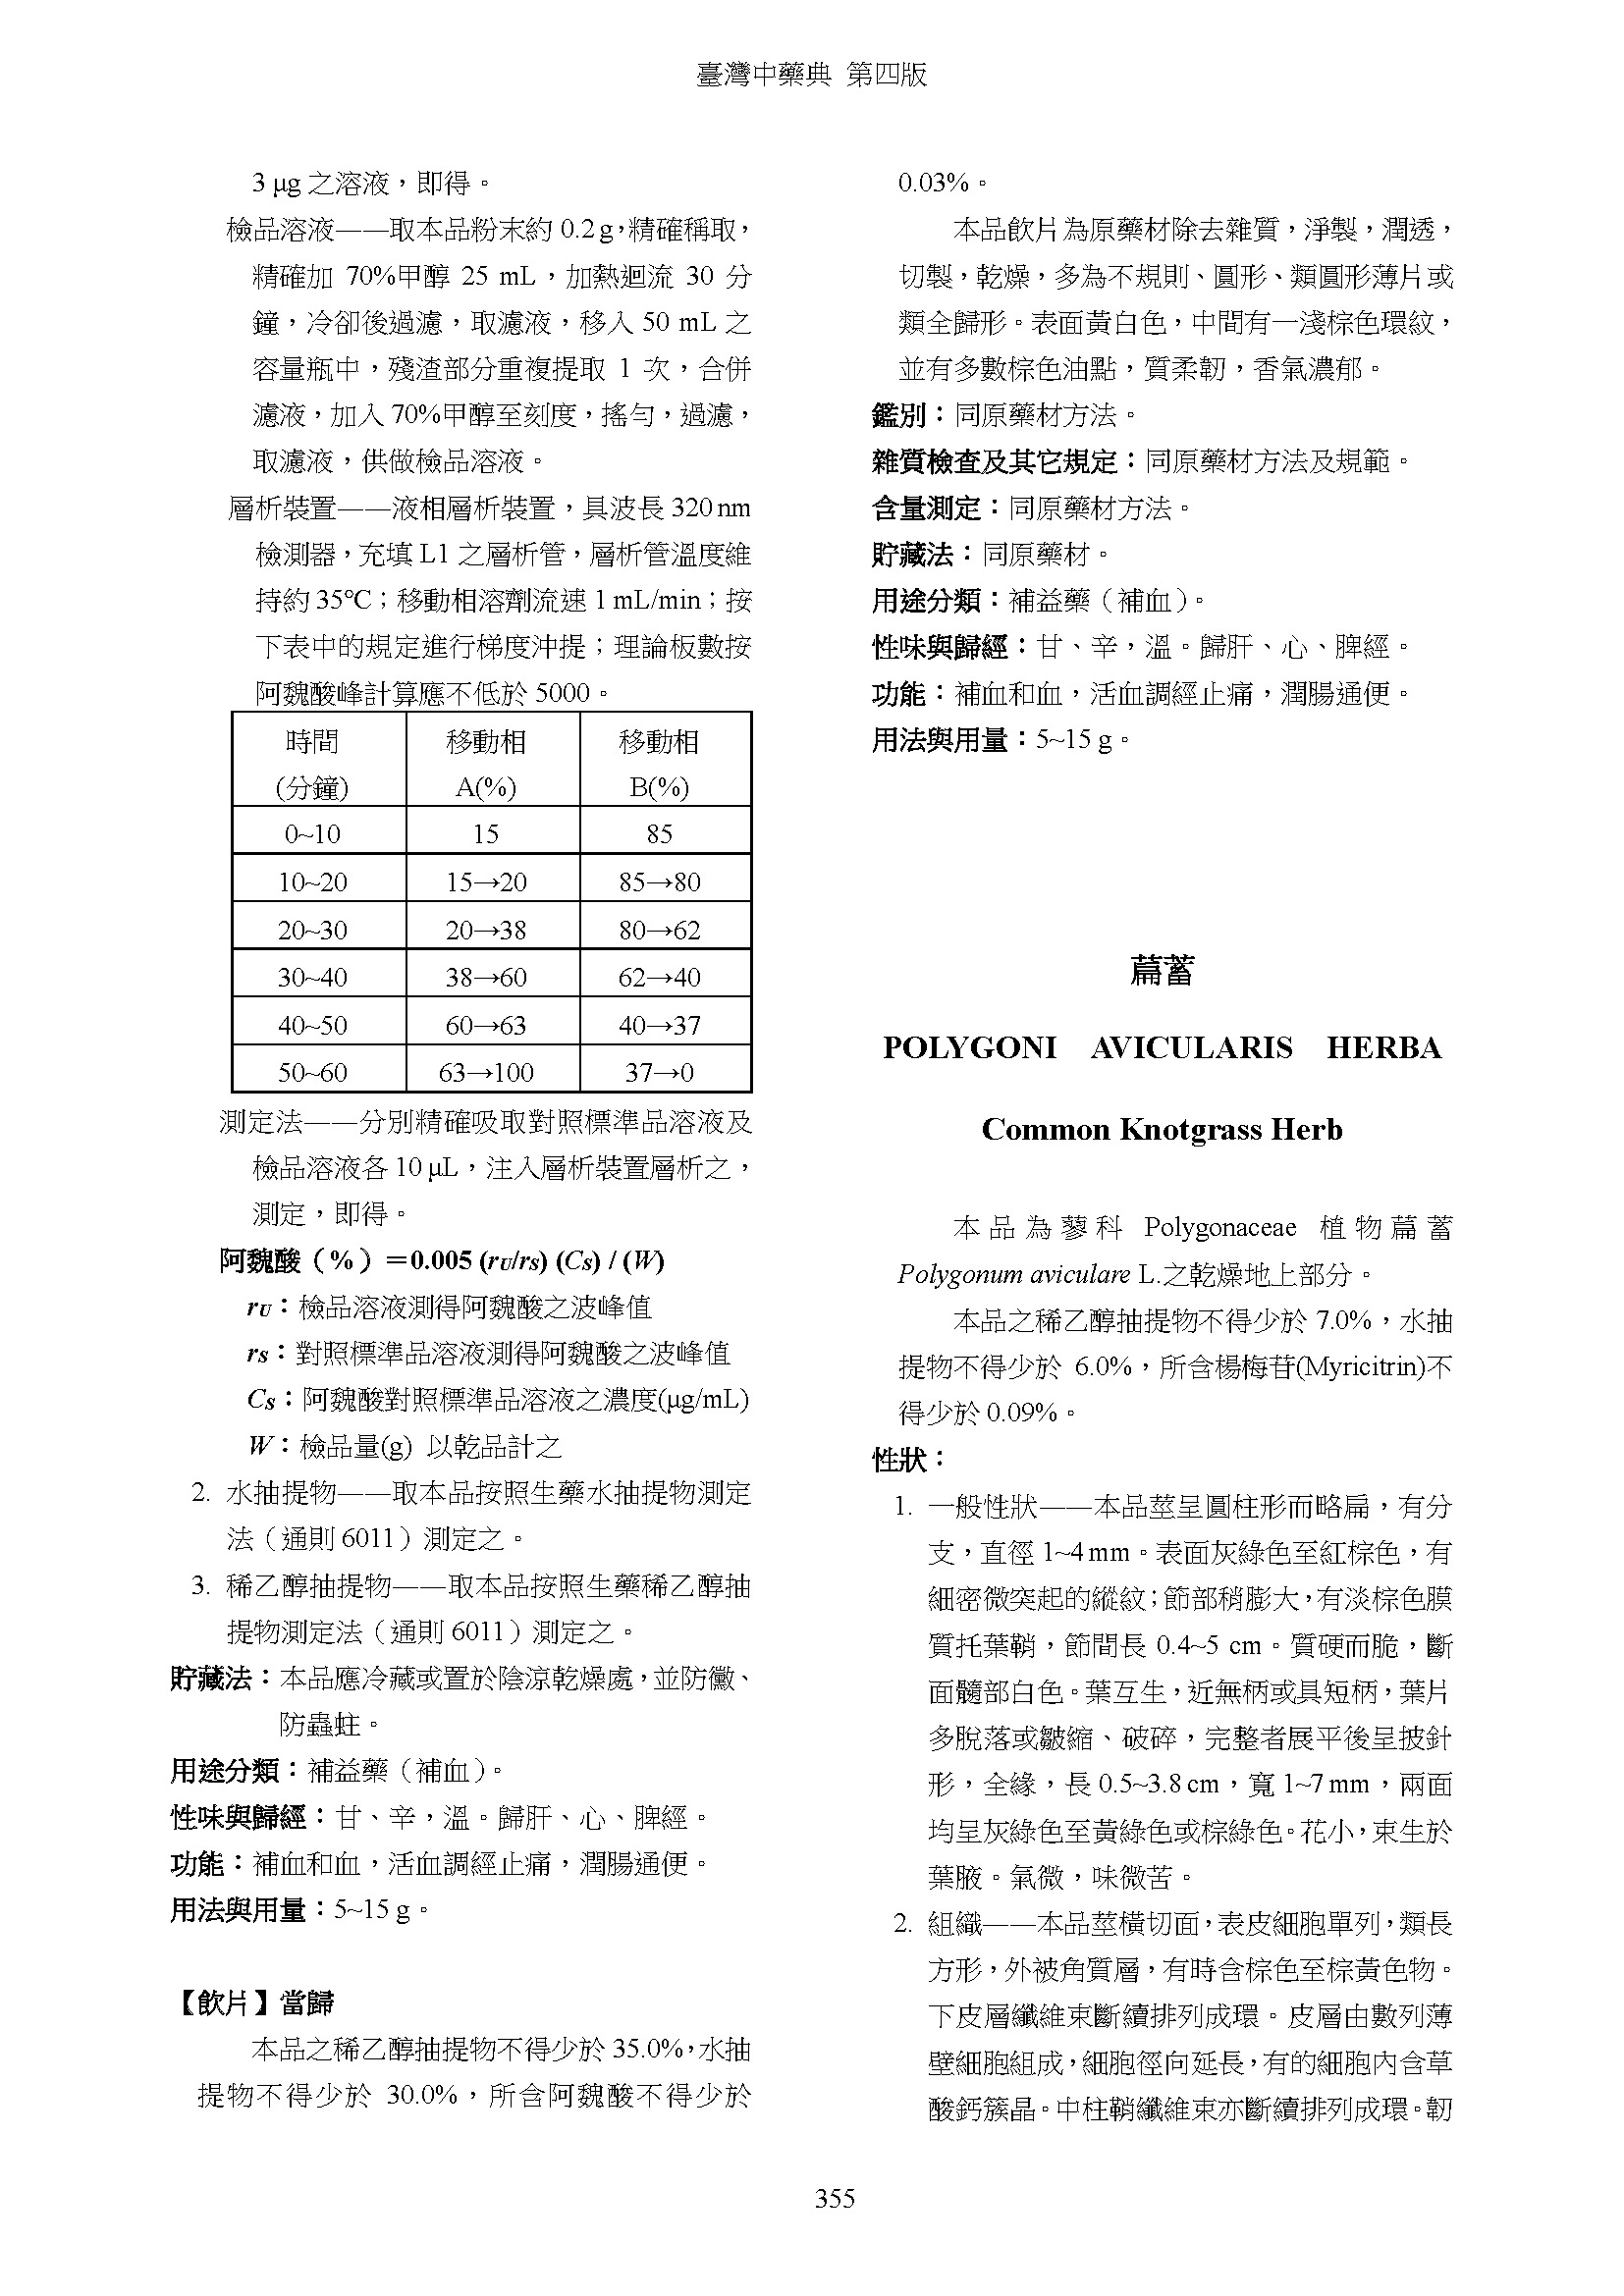 臺灣中藥典 第四版
3 μg 之溶液，即得。
檢品溶液——取本品粉末約 0.2 g，精確稱取，
精確加 70%甲醇 25 mL，加熱迴流 30 分
鐘，冷卻後過濾，取濾液，移入 50 mL 之
容量瓶中，殘渣部分重複提取 1 次，合併
濾液，加入 70%甲醇至刻度，搖勻，過濾，
取濾液，供做檢品溶液。
層析裝置——液相層析裝置，具波長 320 nm
檢測器，充填 L1 之層析管，層析管溫度維
持約 35℃；移動相溶劑流速 1 mL/min；按
下表中的規定進行梯度沖提；理論板數按
阿魏酸峰計算應不低於 5000。
時間 移動相 移動相
(分鐘) A(%) B(%)
0~10 15 85
10~20 15→20 85→80
20~30 20→38 80→62
30~40 38→60 62→40
40~50 60→63 40→37
50~60 63→100 37→0
測定法——分別精確吸取對照標準品溶液及
檢品溶液各 10 μL，注入層析裝置層析之，
測定，即得。
阿魏酸（%）＝0.005 (rU/rS) (CS) / (W)
rU：檢品溶液測得阿魏酸之波峰值
rS：對照標準品溶液測得阿魏酸之波峰值
CS：阿魏酸對照標準品溶液之濃度(μg/mL)
W：檢品量(g) 以乾品計之
2. 水抽提物——取本品按照生藥水抽提物測定
法（通則 6011）測定之。
3. 稀乙醇抽提物——取本品按照生藥稀乙醇抽
提物測定法（通則 6011）測定之。
貯藏法：本品應冷藏或置於陰涼乾燥處，並防黴、
防蟲蛀。
用途分類：補益藥（補血）。
性味與歸經：甘、辛，溫。歸肝、心、脾經。
功能：補血和血，活血調經止痛，潤腸通便。
用法與用量：5~15 g。
【飲片】當歸
本品之稀乙醇抽提物不得少於 35.0%，水抽
提物不得少於 30.0%，所含阿魏酸不得少於
0.03%。
本品飲片為原藥材除去雜質，淨製，潤透，
切製，乾燥，多為不規則、圓形、類圓形薄片或
類全歸形。表面黃白色，中間有一淺棕色環紋，
並有多數棕色油點，質柔韌，香氣濃郁。
鑑別：同原藥材方法。
雜質檢查及其它規定：同原藥材方法及規範。
含量測定：同原藥材方法。
貯藏法：同原藥材。
用途分類：補益藥（補血）。
性味與歸經：甘、辛，溫。歸肝、心、脾經。
功能：補血和血，活血調經止痛，潤腸通便。
用法與用量：5~15 g。
萹蓄
POLYGONI AVICULARIS HERBA
Common Knotgrass Herb
本品為蓼科 Polygonaceae 植物萹蓄
Polygonum aviculare L.之乾燥地上部分。
本品之稀乙醇抽提物不得少於 7.0%，水抽
提物不得少於 6.0%，所含楊梅苷(Myricitrin)不
得少於 0.09%。
性狀：
1. 一般性狀——本品莖呈圓柱形而略扁，有分
支，直徑 1~4 mm。表面灰綠色至紅棕色，有
細密微突起的縱紋；節部稍膨大，有淡棕色膜
質托葉鞘，節間長 0.4~5 cm。質硬而脆，斷
面髓部白色。葉互生，近無柄或具短柄，葉片
多脫落或皺縮、破碎，完整者展平後呈披針
形，全緣，長 0.5~3.8 cm，寬 1~7 mm，兩面
均呈灰綠色至黃綠色或棕綠色。花小，束生於
葉腋。氣微，味微苦。
2. 組織——本品莖橫切面，表皮細胞單列，類長
方形，外被角質層，有時含棕色至棕黃色物。
下皮層纖維束斷續排列成環。皮層由數列薄
壁細胞組成，細胞徑向延長，有的細胞內含草
酸鈣簇晶。中柱鞘纖維束亦斷續排列成環。韌
355